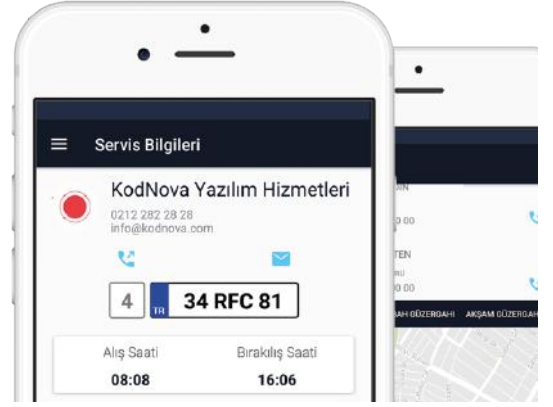 Servis Bilgileri
KodNova Yazılım Hizmetleri
0212 282 28 28
info@kodnova.com
4 TR 34 RFC 81
Alış Saati Bırakılış Saati
08:08 16:06
AKŞAM GÜZERGAH